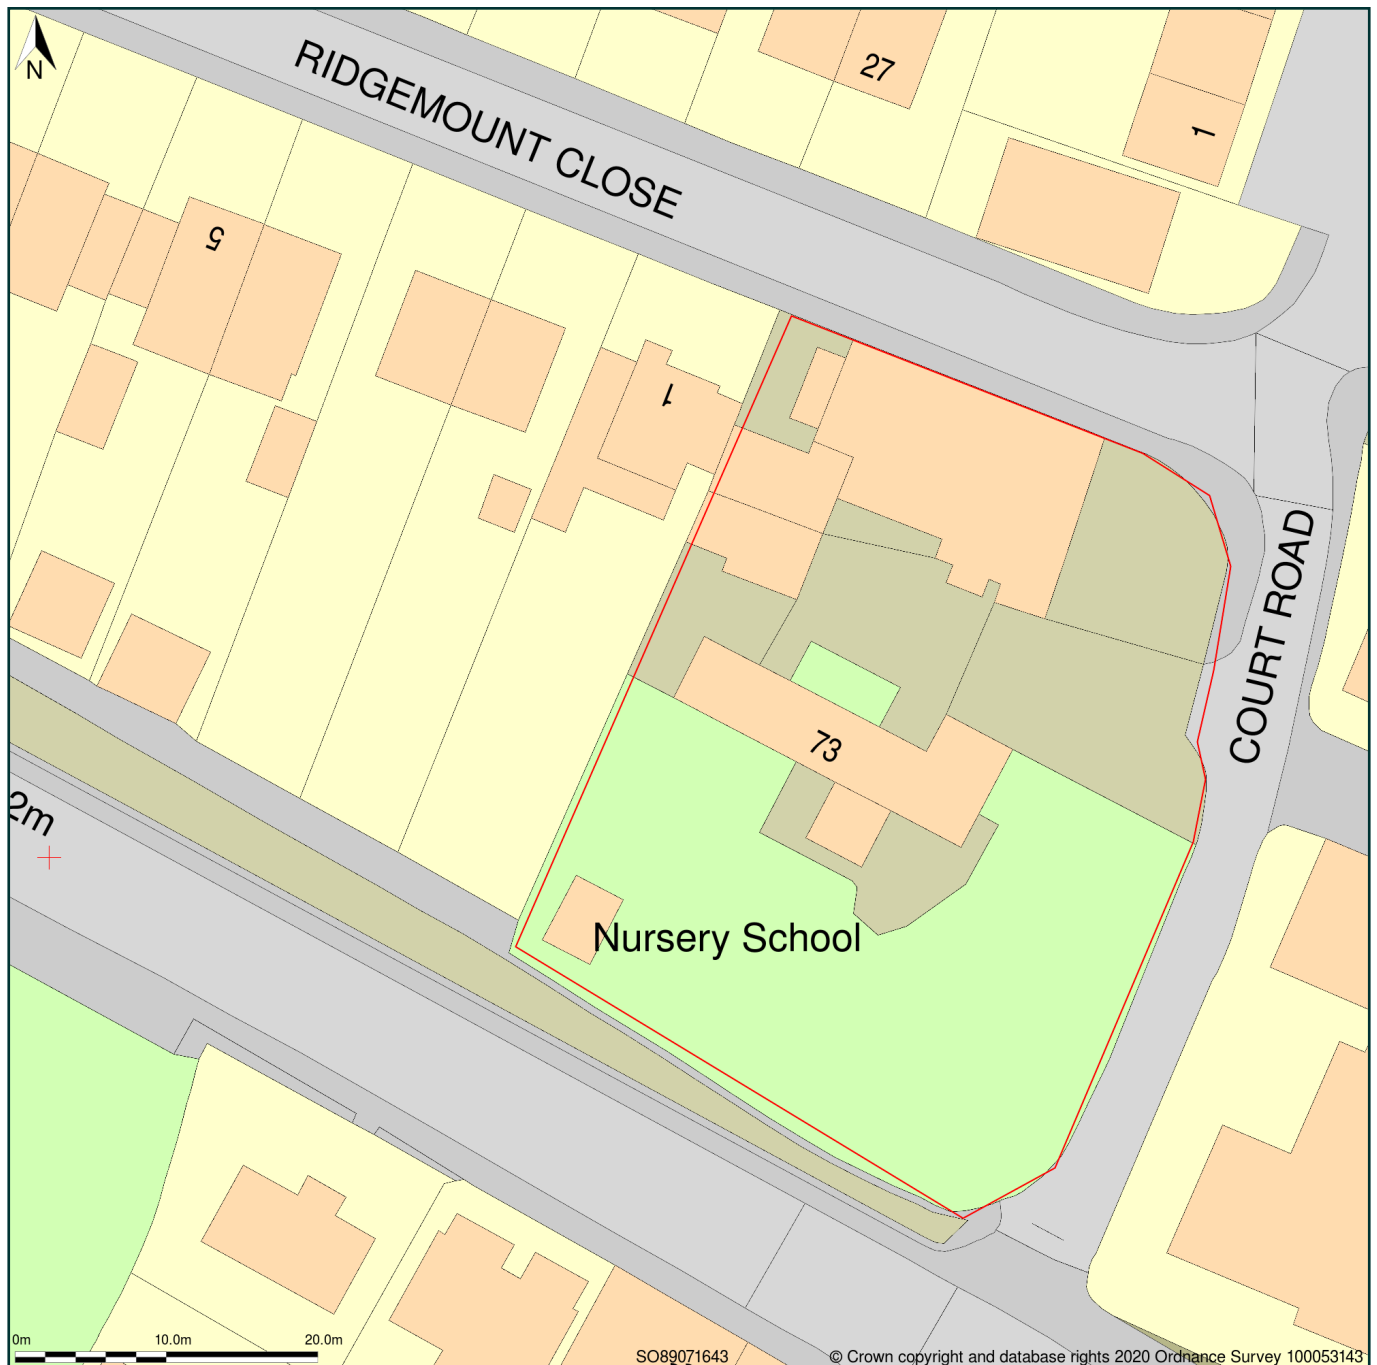 N
RIDGEMOUNT CLOSE
27
1
5
1
COURT ROAD
73
2m
Nursery School
0m 10.0m 20.0m
SO89071643
© Crown copyright and database rights 2020 Ordnance Survey 100053143